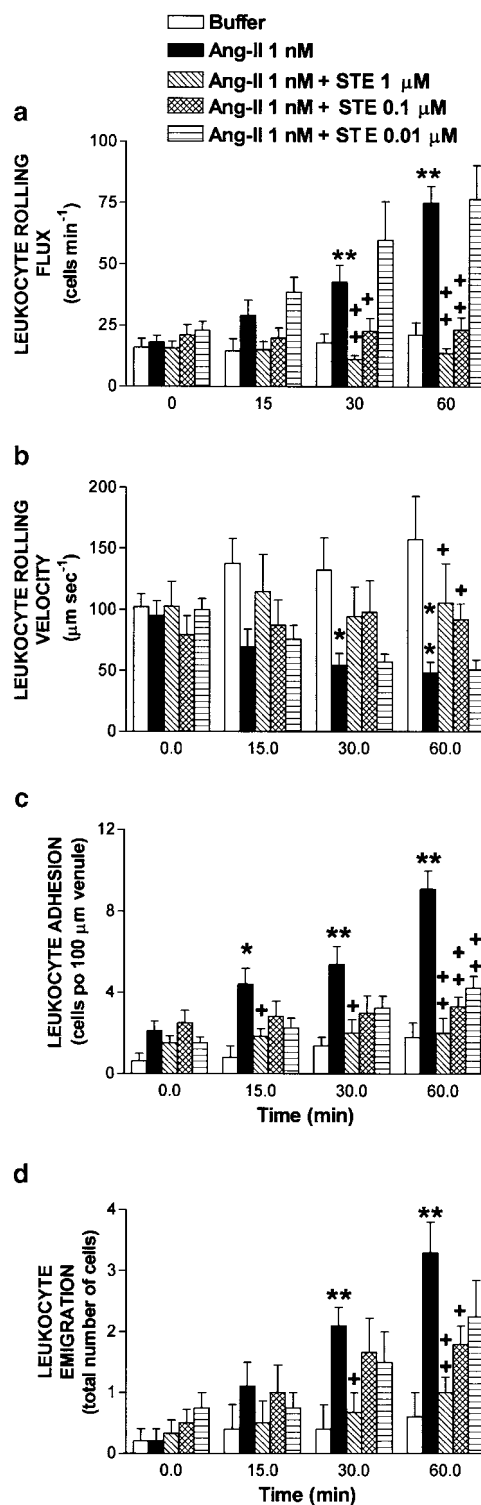 Buffer
Ang-II 1 nM
Ang-II 1 nM + STE 1 μM
Ang-II 1 nM + STE 0.1 μM
Ang-II 1 nM + STE 0.01 μM
a
LEUKOCYTE ROLLING
FLUX
(cells min-1)
100
75
50
25
0
**
**
+
+
+
+
+
+
+
0 15 30 60
b
LEUKOCYTE ROLLING
VELOCITY
(μm sec-1)
200
150
100
50
0
*
*
*
+
+
0.0 15.0 30.0 60.0
c
LEUKOCYTE ADHESION
(cells po 100 μm venule)
12
9
6
3
0
*
+
**
+
**
+
+
+
+
+
+
0.0 15.0 30.0 60.0
Time (min)
d
LEUKOCYTE
EMIGRATION
(total number of cells)
4
3
2
1
0
**
+
**
+
+
+
0.0 15.0 30.0 60.0
Time (min)